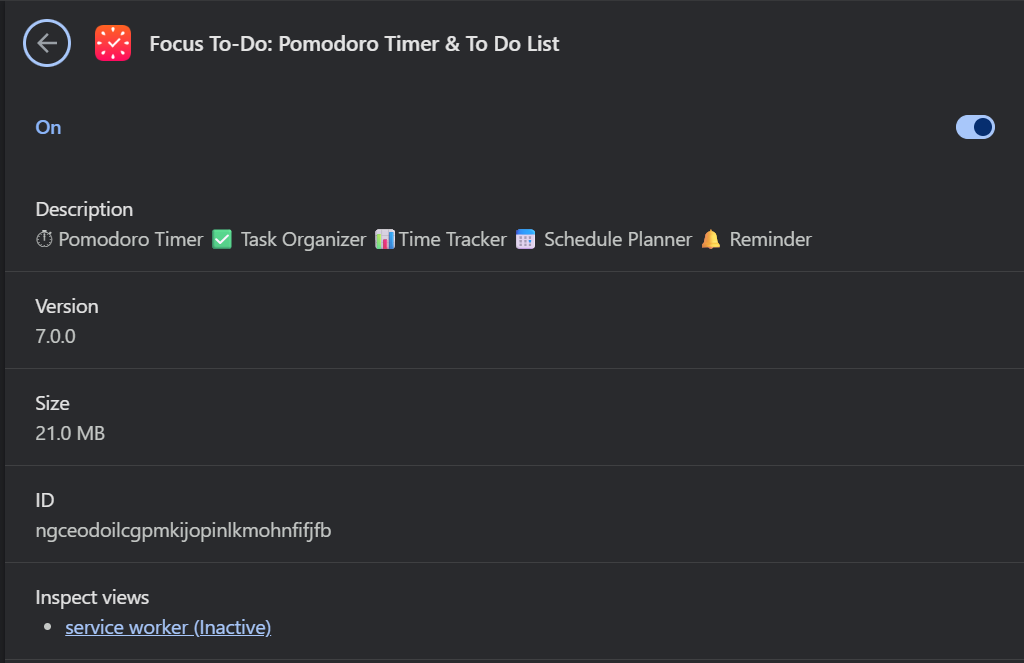 Focus To-Do: Pomodoro Timer & To Do List
On
Description
⏱ Pomodoro Timer ✅ Task Organizer 📊Time Tracker 📅 Schedule Planner 🔔 Reminder
Version
7.0.0
Size
21.0 MB
ID
ngceodoilcgpmkijopinlkmohnfifjfb
Inspect views
• service worker (Inactive)